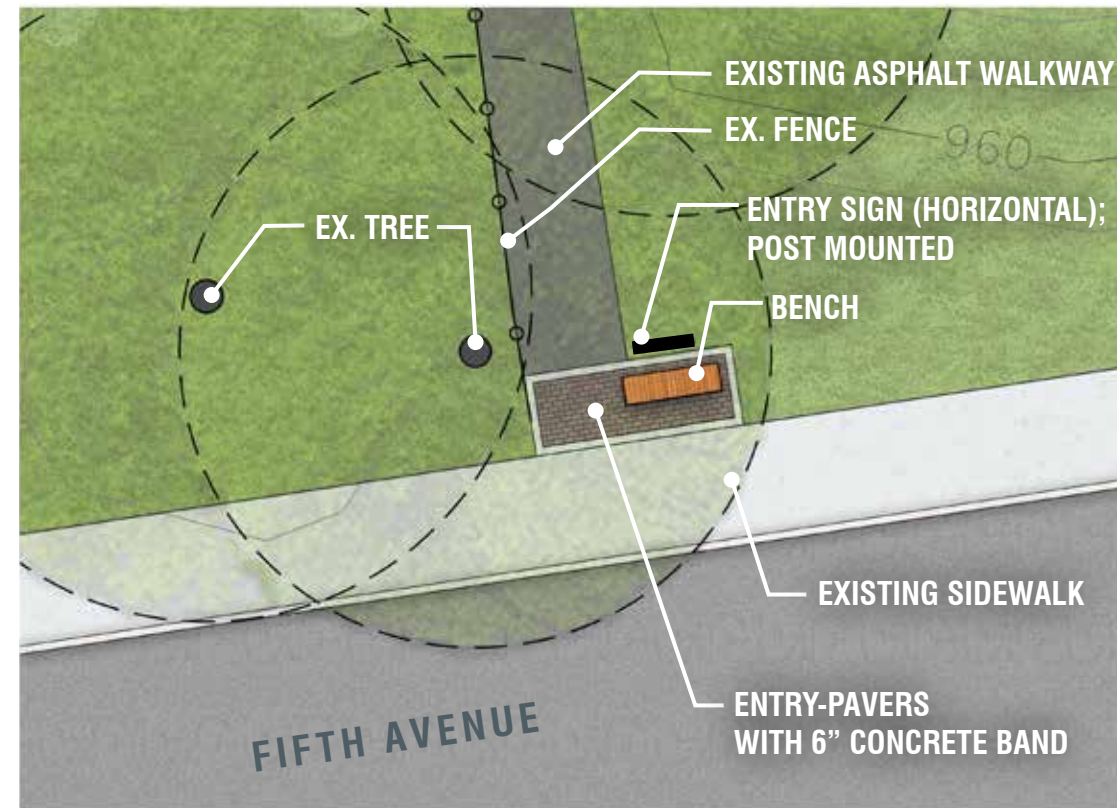 EXISTING ASPHALT WALKWAY
EX. FENCE
960
ENTRY SIGN (HORIZONTAL);
POST MOUNTED
EX. TREE
BENCH
EXISTING SIDEWALK
ENTRY-PAVERS
WITH 6” CONCRETE BAND
FIFTH AVENUE